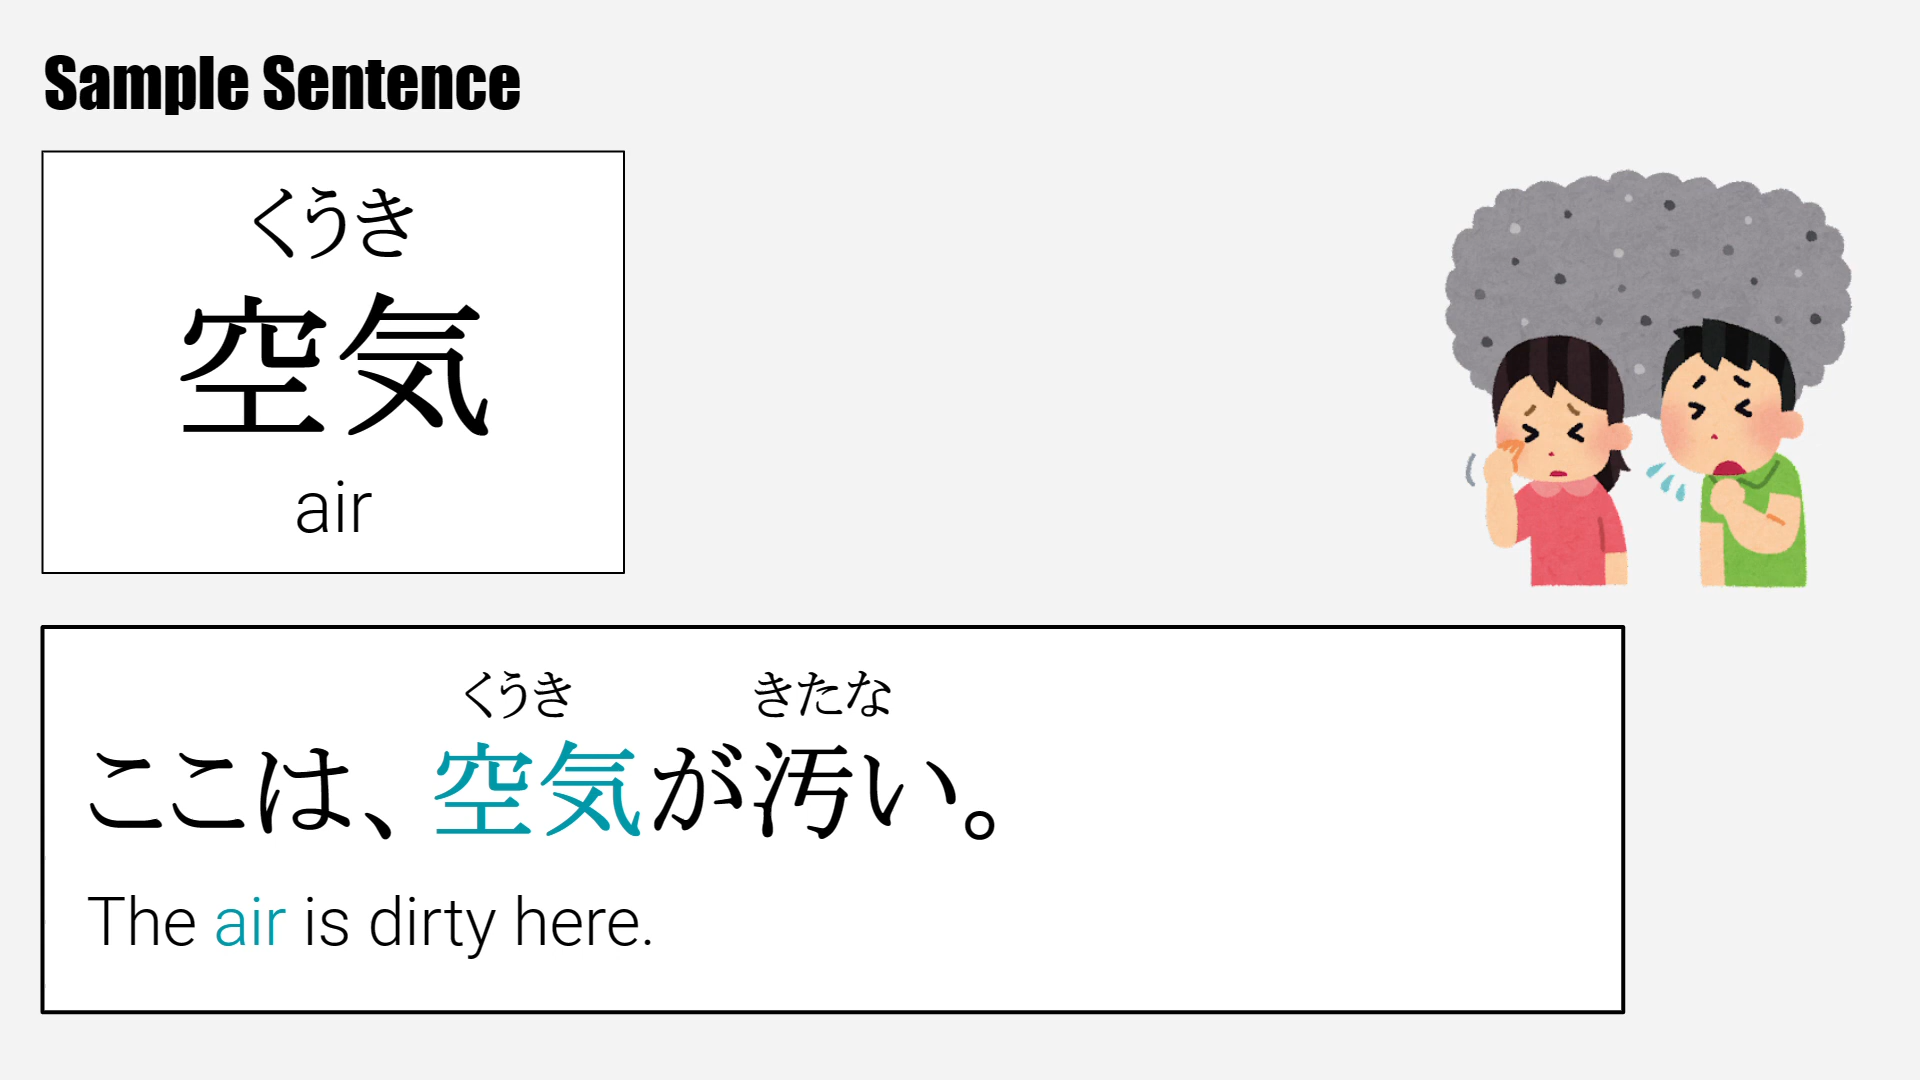 Sample Sentence
くうき
空気
air
くうき きたな
ここは、空気が汚い。
The air is dirty here.